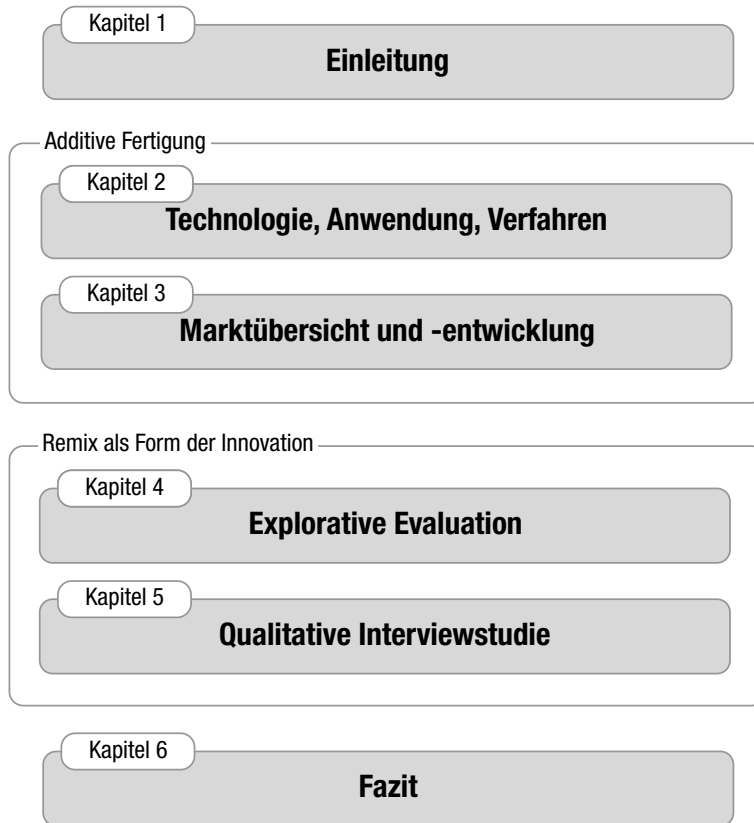 Kapitel 1
Einleitung
Additive Fertigung
Kapitel 2
Technologie, Anwendung, Verfahren
Kapitel 3
Marktübersicht und -entwicklung
Remix als Form der Innovation
Kapitel 4
Explorative Evaluation
Kapitel 5
Qualitative Interviewstudie
Kapitel 6
Fazit